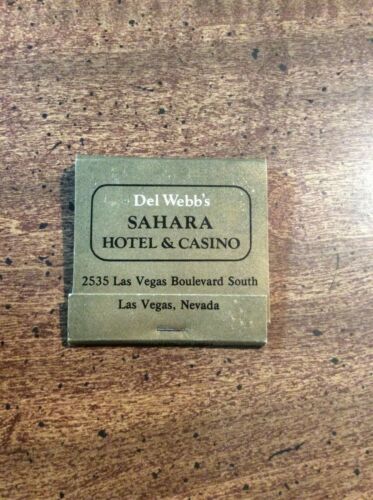 Del Webb's
SAHARA
HOTEL & CASINO
2535 Las Vegas Boulevard South
Las Vegas, Nevada